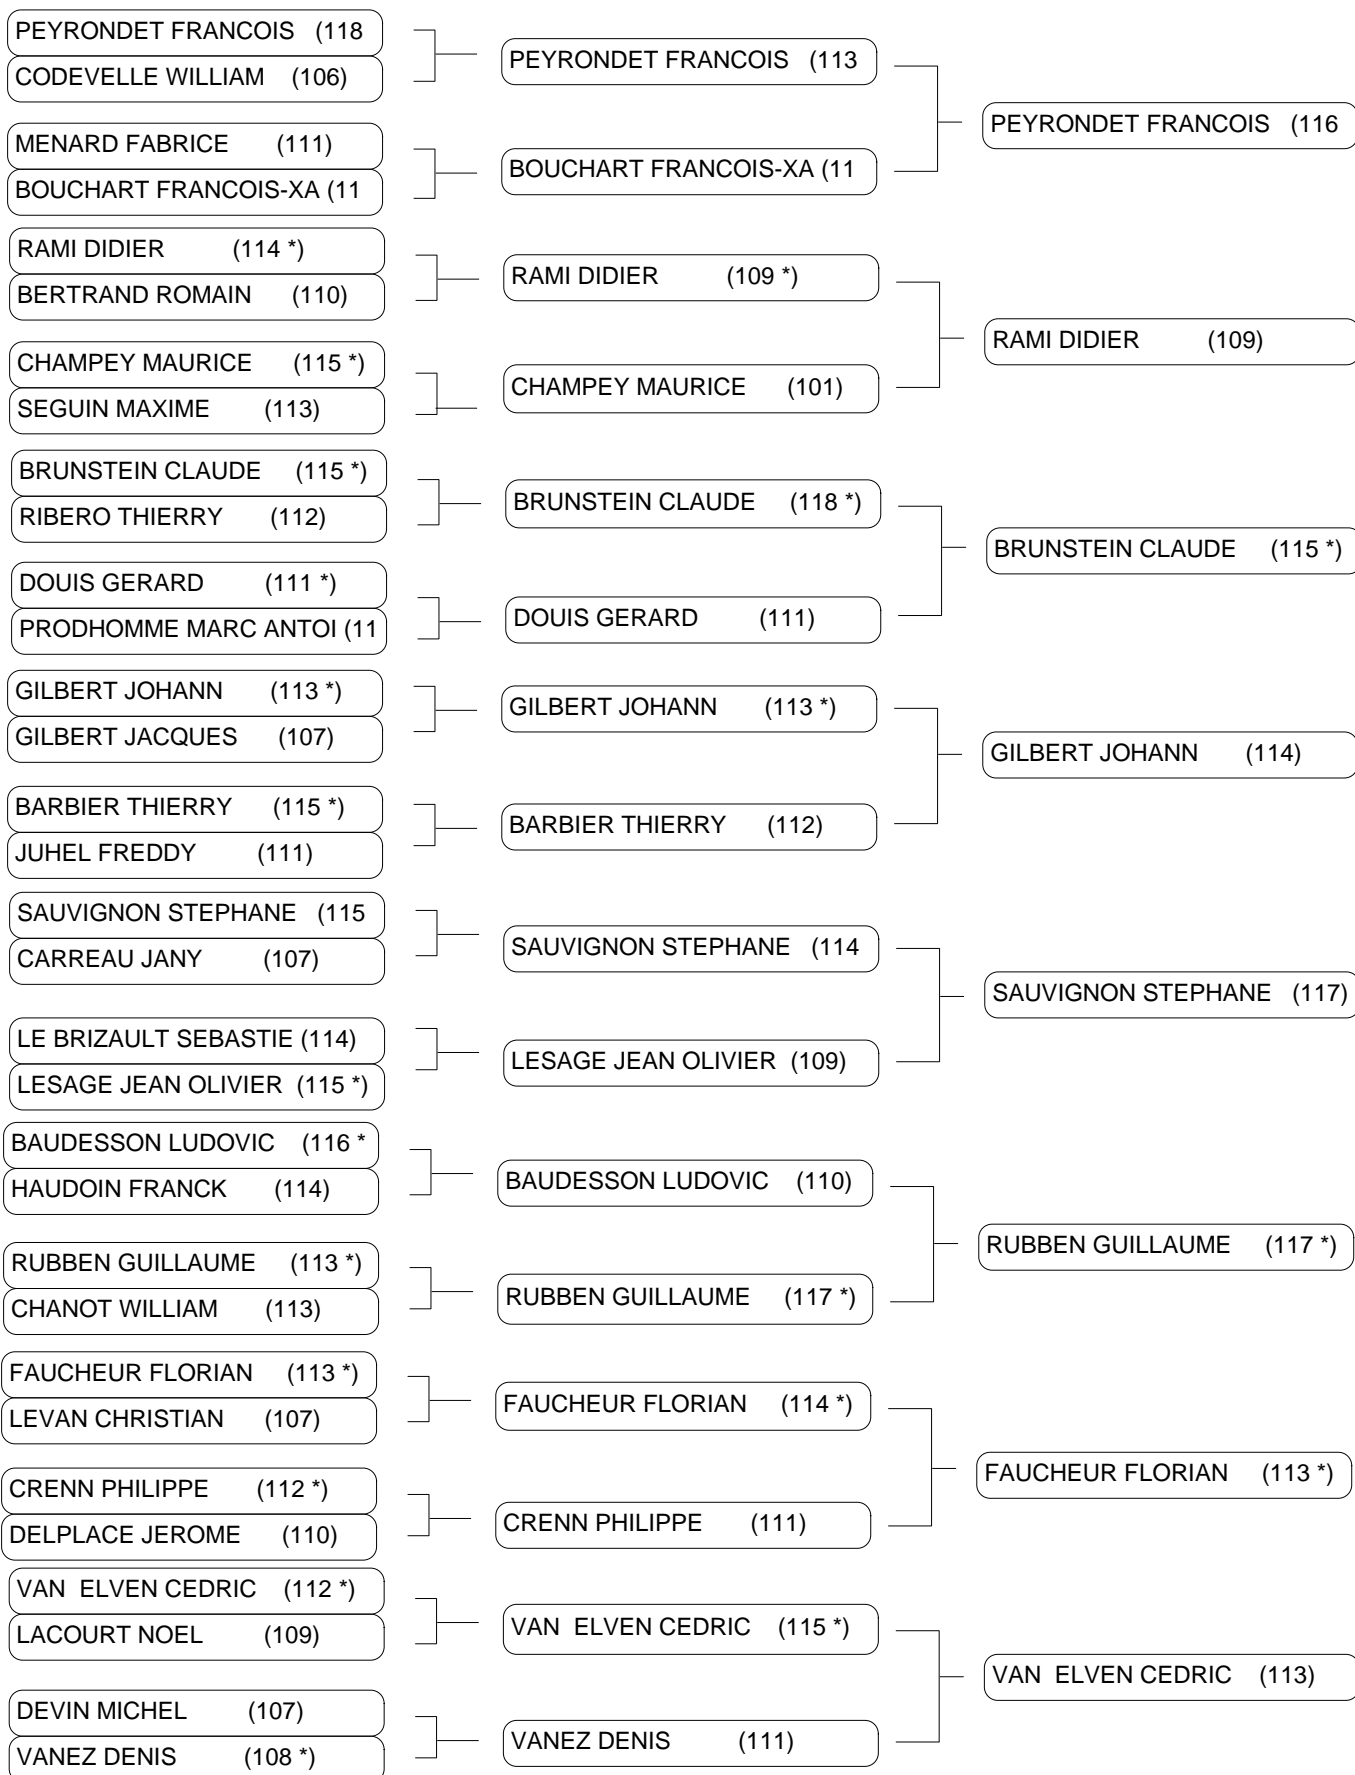 PEYRONDET FRANCOIS (118
CODEVELLE WILLIAM (106)
MENARD FABRICE (111)
BOUCHART FRANCOIS-XA (11
RAMI DIDIER (114 *)
BERTRAND ROMAIN (110)
CHAMPEY MAURICE (115 *)
SEGUIN MAXIME (113)
BRUNSTEIN CLAUDE (115 *)
RIBERO THIERRY (112)
DOUIS GERARD (111 *)
PRODHOMME MARC ANTOI (11
GILBERT JOHANN (113 *)
GILBERT JACQUES (107)
BARBIER THIERRY (115 *)
JUHEL FREDDY (111)
SAUVIGNON STEPHANE (115
CARREAU JANY (107)
LE BRIZAULT SEBASTIE (114)
LESAGE JEAN OLIVIER (115 *)
BAUDESSON LUDOVIC (116 *
HAUDOIN FRANCK (114)
RUBBEN GUILLAUME (113 *)
CHANOT WILLIAM (113)
FAUCHEUR FLORIAN (113 *)
LEVAN CHRISTIAN (107)
CRENN PHILIPPE (112 *)
DELPLACE JEROME (110)
VAN ELVEN CEDRIC (112 *)
LACOURT NOEL (109)
DEVIN MICHEL (107)
VANEZ DENIS (108 *)
PEYRONDET FRANCOIS (113
BOUCHART FRANCOIS-XA (11
RAMI DIDIER (109 *)
CHAMPEY MAURICE (101)
BRUNSTEIN CLAUDE (118 *)
DOUIS GERARD (111)
GILBERT JOHANN (113 *)
BARBIER THIERRY (112)
SAUVIGNON STEPHANE (114
LESAGE JEAN OLIVIER (109)
BAUDESSON LUDOVIC (110)
RUBBEN GUILLAUME (117 *)
FAUCHEUR FLORIAN (114 *)
CRENN PHILIPPE (111)
VAN ELVEN CEDRIC (115 *)
VANEZ DENIS (111)
PEYRONDET FRANCOIS (116
RAMI DIDIER (109)
BRUNSTEIN CLAUDE (115 *)
GILBERT JOHANN (114)
SAUVIGNON STEPHANE (117)
RUBBEN GUILLAUME (117 *)
FAUCHEUR FLORIAN (113 *)
VAN ELVEN CEDRIC (113)